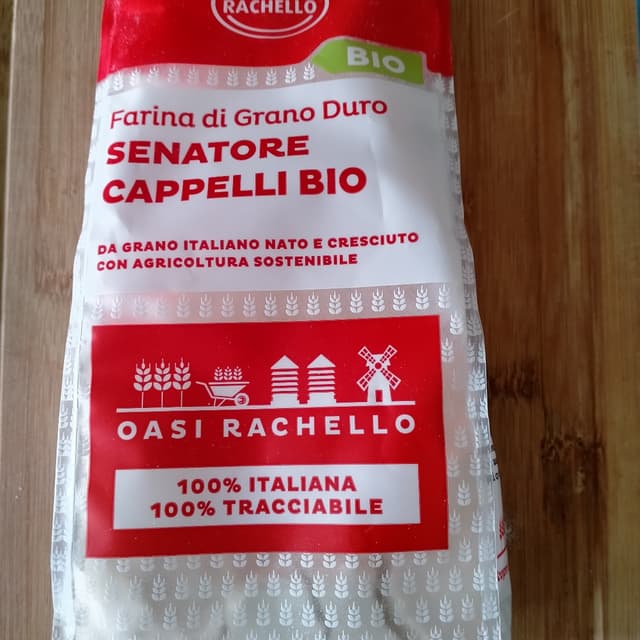 RACHELLO
BIO
Farina di Grano Duro
SENATORE
CAPPELLI BIO
DA GRANO ITALIANO NATO E CRESCIUTO
CON AGRICOLTURA SOSTENIBILE
OASI RACHELLO
100% ITALIANA
100% TRACCIABILE